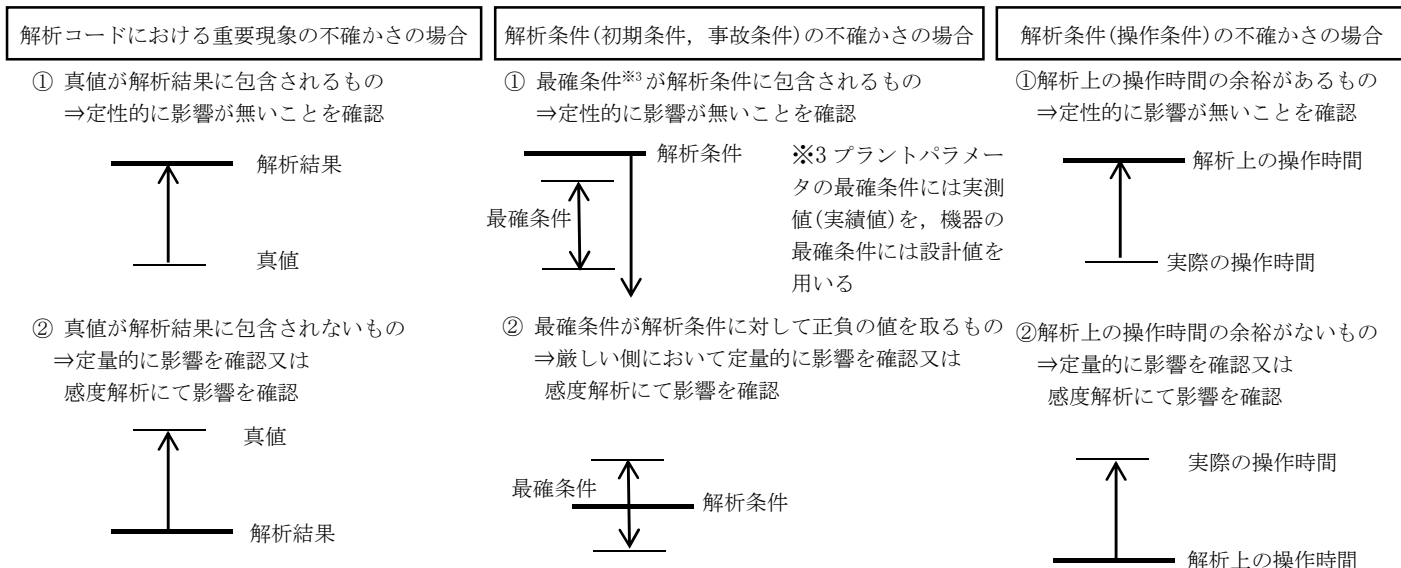 解析コードにおける重要現象の不確かさの場合
① 真値が解析結果に包含されるもの
⇒定性的に影響が無いことを確認
解析結果
真値
② 真値が解析結果に包含されないもの
⇒定量的に影響を確認又は
感度解析にて影響を確認
真値
解析結果
解析条件(初期条件，事故条件)の不確かさの場合
① 最確条件※3が解析条件に包含されるもの
⇒定性的に影響が無いことを確認
解析条件
最確条件
※3 プラントパラメー
タの最確条件には実測
値(実績値)を，機器の
最確条件には設計値を
用いる
② 最確条件が解析条件に対して正負の値を取るもの
⇒厳しい側において定量的に影響を確認又は
感度解析にて影響を確認
最確条件
解析条件
解析条件(操作条件)の不確かさの場合
①解析上の操作時間の余裕があるもの
⇒定性的に影響が無いことを確認
解析上の操作時間
実際の操作時間
②解析上の操作時間の余裕がないもの
⇒定量的に影響を確認又は
感度解析にて影響を確認
実際の操作時間
解析上の操作時間